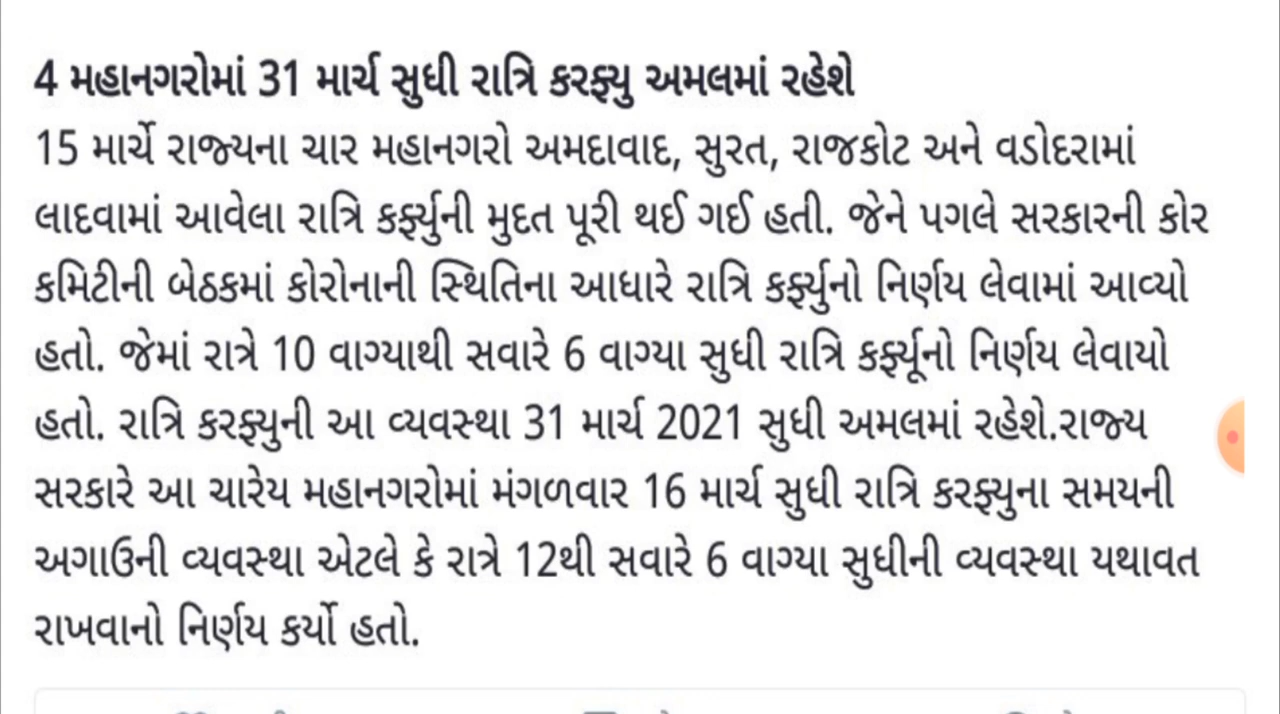 4 મહાનગરોમાં 31 માર્ચ સુધી રાત્રિ કરફ્યુ અમલમાં રહેશે
15 માર્ચે રાજ્યના ચાર મહાનગરો અમદાવાદ, સુરત, રાજકોટ અને વડોદરામાં
લાદવામાં આવેલા રાત્રિ કર્ફ્યુની મુદત પૂરી થઈ ગઈ હતી. જેને પગલે સરકારની કોર
કમિટીની બેઠકમાં કોરોનાની સ્થિતિના આધારે રાત્રિ કર્ફ્યુનો નિર્ણય લેવામાં આવ્યો
હતો. જેમાં રાત્રે 10 વાગ્યાથી સવારે 6 વાગ્યા સુધી રાત્રિ કર્ફ્યૂનો નિર્ણય લેવાયો
હતો. રાત્રિ કરફ્યુની આ વ્યવસ્થા 31 માર્ચ 2021 સુધી અમલમાં રહેશે.રાજ્ય
સરકારે આ ચારેય મહાનગરોમાં મંગળવાર 16 માર્ચ સુધી રાત્રિ કરફ્યુના સમયની
અગાઉની વ્યવસ્થા એટલે કે રાત્રે 12થી સવારે 6 વાગ્યા સુધીની વ્યવસ્થા યથાવત
રાખવાનો નિર્ણય કર્યો હતો.